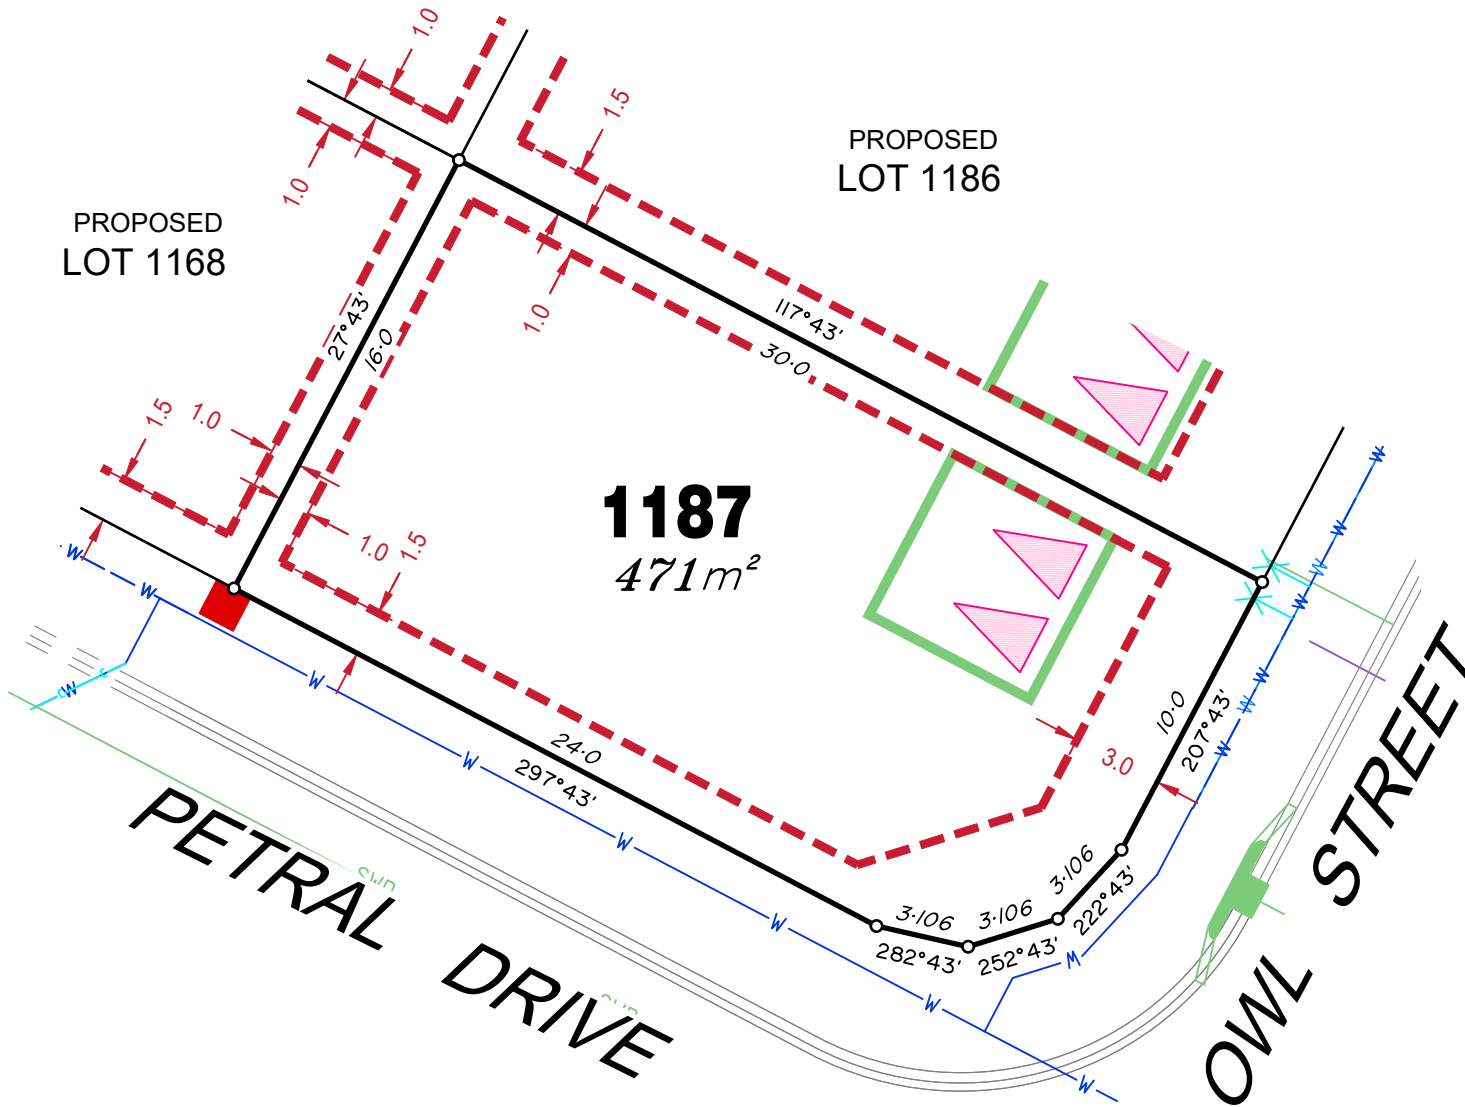 1.0
1.5
PROPOSED
LOT 1186
1.0
PROPOSED
LOT 1168
1.0
117°43'
30·0
27°43'
16·0
1.5
1.0
1187
471m²
1.0
1.5
W
W
W
W
W
W
W
W
W
W
10·0
207°43'
3.0
24·0
297°43'
W
W
W
W
W
W
M
3·106
222°43'
3·106
252°43'
3·106
282°43'
PETRAL DRIVE
OWL STREET